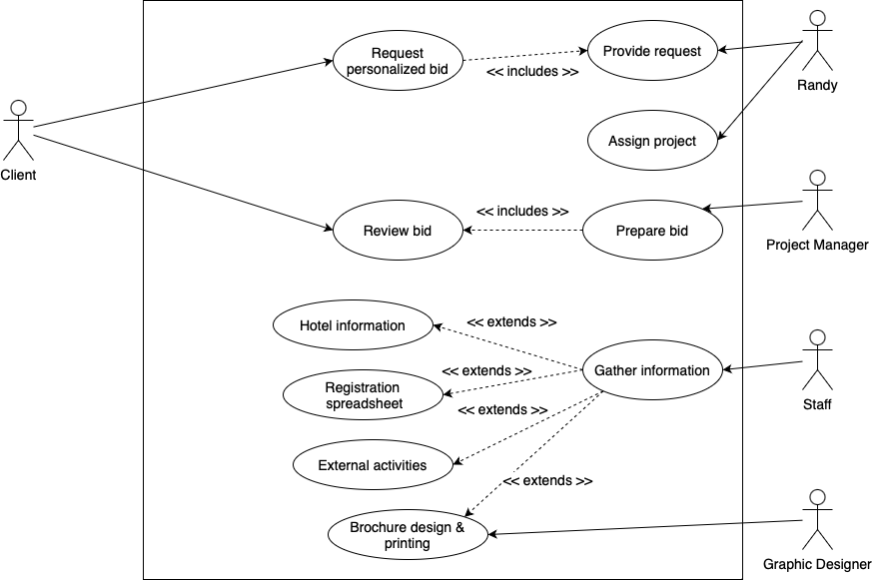 Request
personalized bid
<< includes >>
Provide request
Randy
Assign project
Client
<< includes >>
Review bid
Prepare bid
Project Manager
Hotel information
<< extends >>
Registration
spreadsheet
<< extends >>
Gather information
Staff
<< extends >>
External activities
<< extends >>
Brochure design &
printing
Graphic Designer